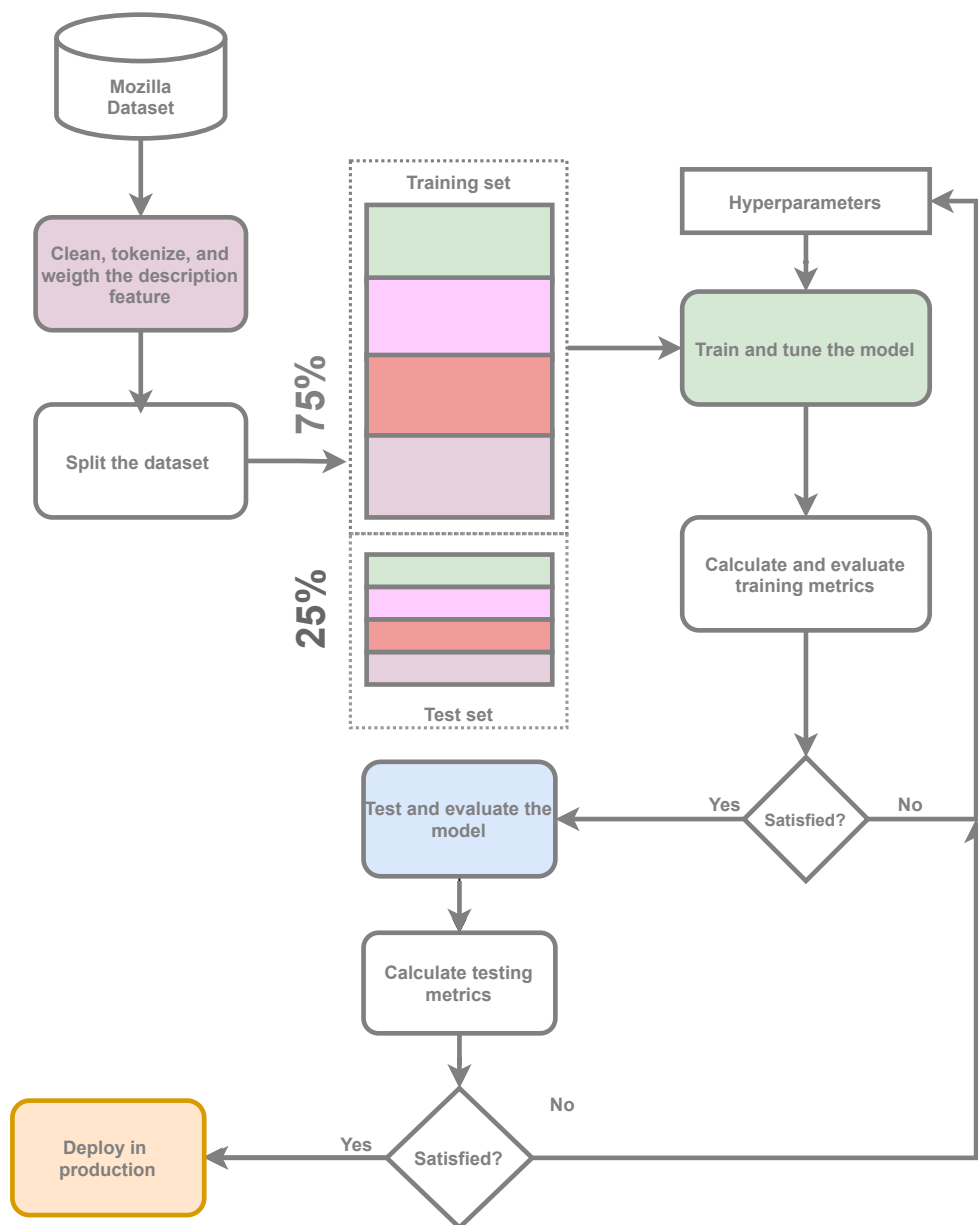 Mozilla
Dataset
Clean, tokenize, and
weigth the description
feature
Split the dataset
75%
Training set
25%
Test set
Hyperparameters
Train and tune the model
Calculate and evaluate
training metrics
Satisfied?
Yes
No
Test and evaluate the
model
Calculate testing
metrics
Satisfied?
Yes
No
Deploy in
production